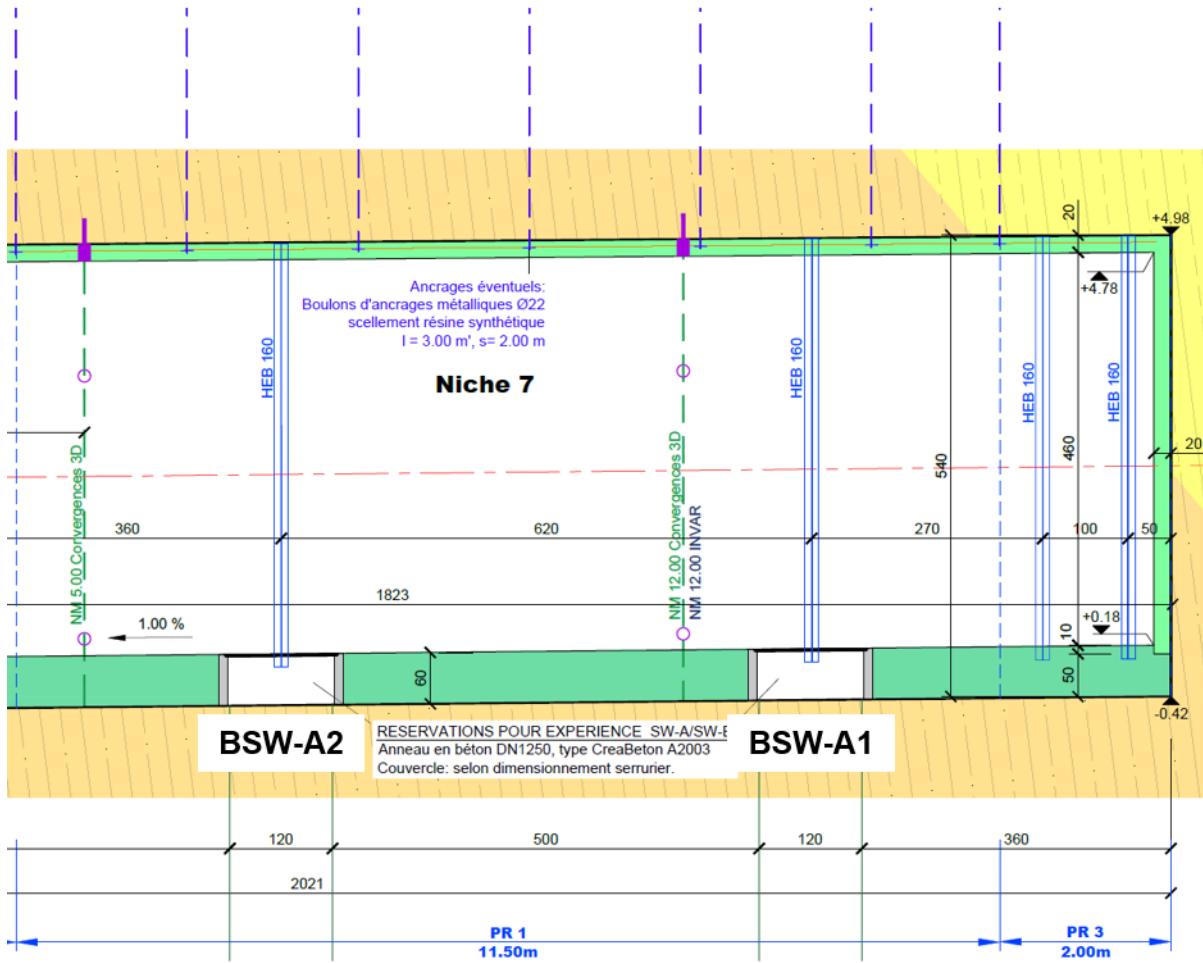 20
+4.98
Ancrages éventuels:
Boulons d'ancrages métalliques Ø22
scellement résine synthétique
l = 3.00 m', s= 2.00 m
+4.78
HEB 160
HEB 160
HEB 160
HEB 160
Niche 7
NM 5.00 Convergences 3D
NM 12.00 Convergences 3D
NM 12.00 INVAR
540
460
20
360
620
270
100
50
1823
1.00 %
+0.18
10
60
50
-0.42
BSW-A2
RESERVATIONS POUR EXPERIENCE SW-A/SW-
Anneau en béton DN1250, type CreaBeton A2003
Couvercle: selon dimensionnement serrurier.
BSW-A1
120
500
120
360
2021
PR 1
11.50m
PR 3
2.00m